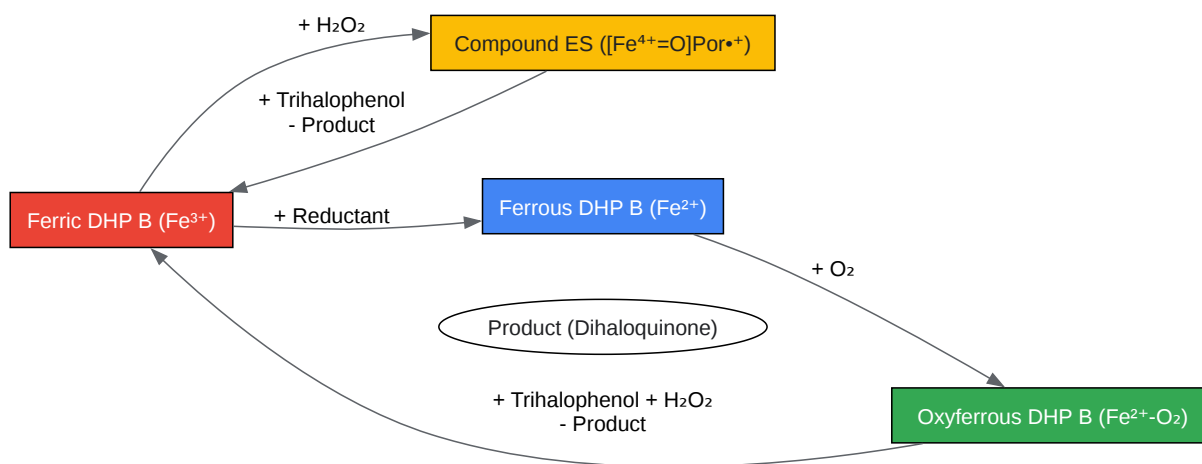 + H₂O₂
Compound ES ([Fe⁴⁺=O]Por•⁺)
+ Trihalophenol
- Product
Ferric DHP B (Fe³⁺)
+ Reductant
Ferrous DHP B (Fe²⁺)
+ O₂
Product (Dihaloquinone)
+ Trihalophenol + H₂O₂
- Product
Oxyferrous DHP B (Fe²⁺-O₂)